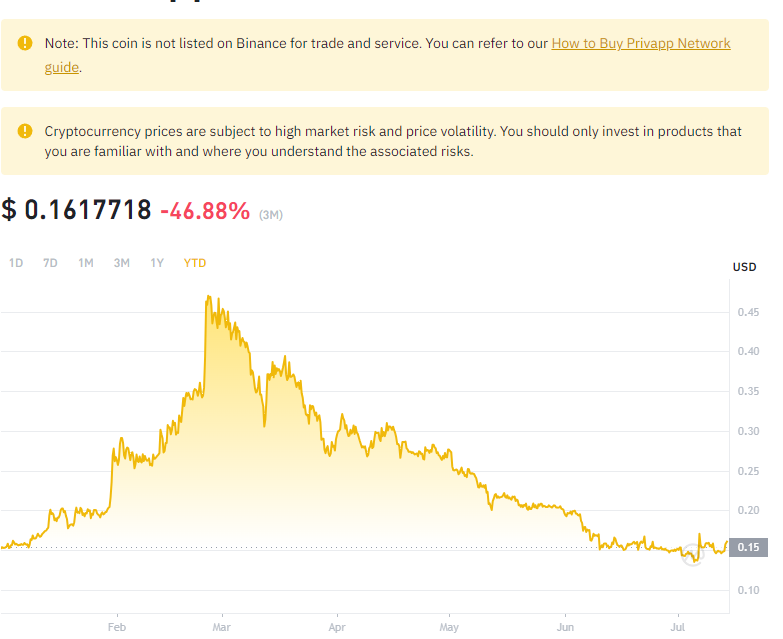 Note: This coin is not listed on Binance for trade and service. You can refer to our How to Buy Privapp Network
guide.
Cryptocurrency prices are subject to high market risk and price volatility. You should only invest in products that
you are familiar with and where you understand the associated risks.
$ 0.1617718 -46.88% (3M)
1D 7D 1M 3M 1Y YTD
USD
0.45
0.40
0.35
0.30
0.25
0.20
0.15
0.10
Feb Mar Apr May Jun Jul